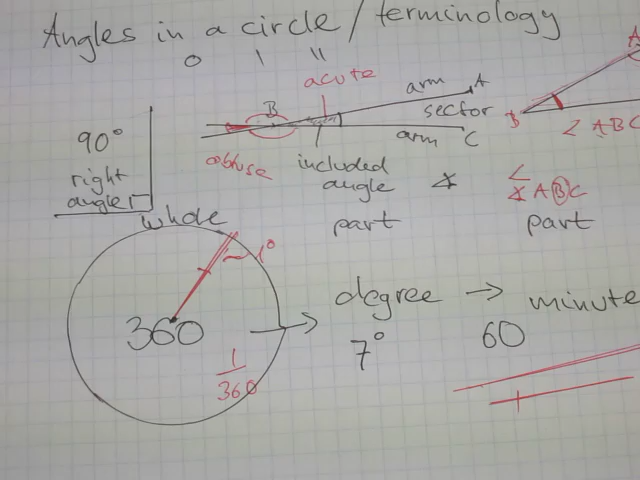 Angles in a circle / terminology
° ' "
acute
arm A
B
sector
arm C
A
B
∠ ABC
90°
right
angle
obtuse
included
angle ∡
∠
∡ ABC
whole
part
part
1°
degree → minute
360
7°
60
1/360